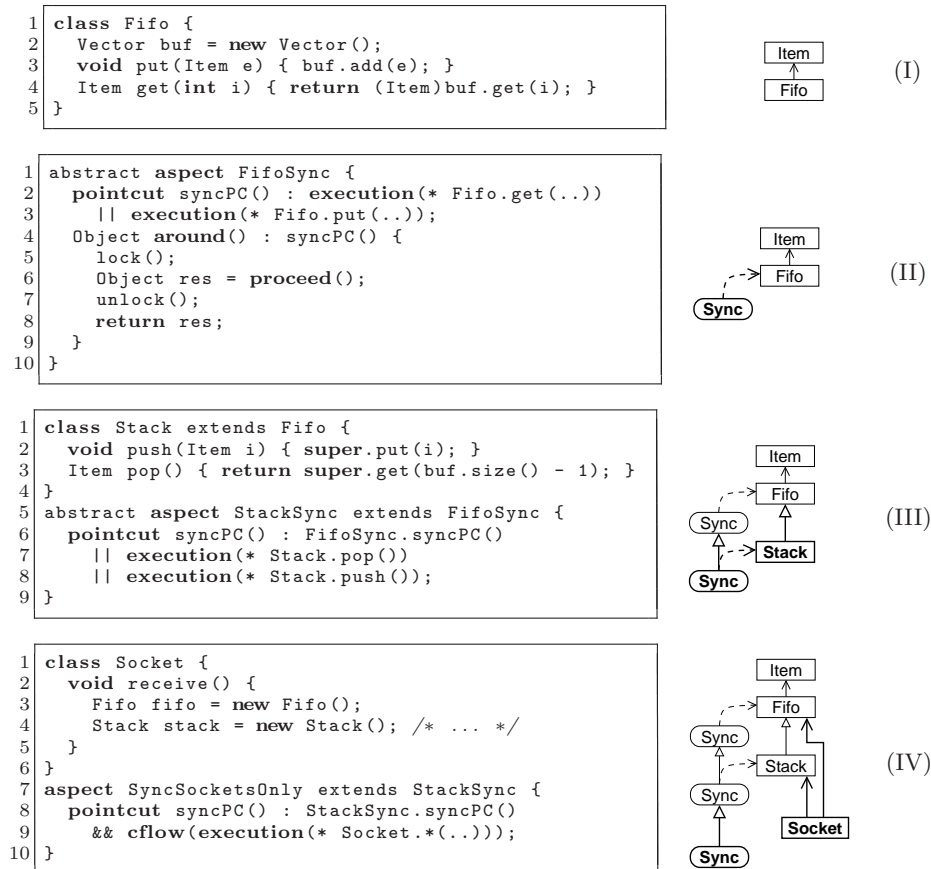 1 class Fifo {
2 Vector buf = new Vector();
3 void put(Item e) { buf.add(e); }
4 Item get(int i) { return (Item)buf.get(i); }
5 }
Item
Fifo
(I)
1 abstract aspect FifoSync {
2 pointcut syncPC() : execution(* Fifo.get(..))
3 || execution(* Fifo.put(..));
4 Object around() : syncPC() {
5 lock();
6 Object res = proceed();
7 unlock();
8 return res;
9 }
10 }
Item
Fifo
Sync
(II)
1 class Stack extends Fifo {
2 void push(Item i) { super.put(i); }
3 Item pop() { return super.get(buf.size() - 1); }
4 }
5 abstract aspect StackSync extends FifoSync {
6 pointcut syncPC() : FifoSync.syncPC()
7 || execution(* Stack.pop())
8 || execution(* Stack.push());
9 }
Item
Fifo
Sync
Stack
Sync
(III)
1 class Socket {
2 void receive() {
3 Fifo fifo = new Fifo();
4 Stack stack = new Stack(); /* ... */
5 }
6 }
7 aspect SyncSocketsOnly extends StackSync {
8 pointcut syncPC() : StackSync.syncPC()
9 && cflow(execution(* Socket.*(..)));
10 }
Item
Fifo
Sync
Stack
Sync
Socket
Sync
(IV)